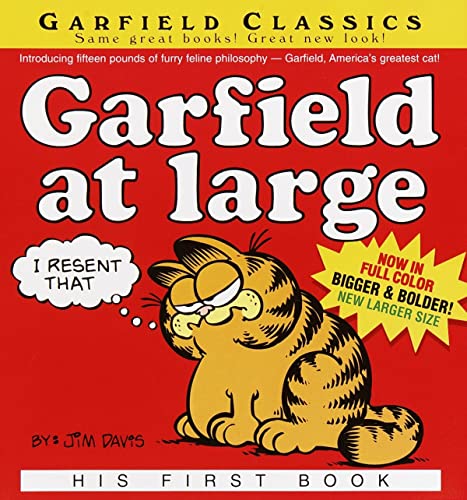 GARFIELD CLASSICS
Same great books! Great new look!
Introducing fifteen pounds of furry feline philosophy — Garfield, America's greatest cat!
Garfield
at large
I RESENT
THAT
NOW IN
FULL COLOR
BIGGER & BOLDER!
NEW LARGER SIZE
BY: JIM DAVIS
HIS FIRST BOOK